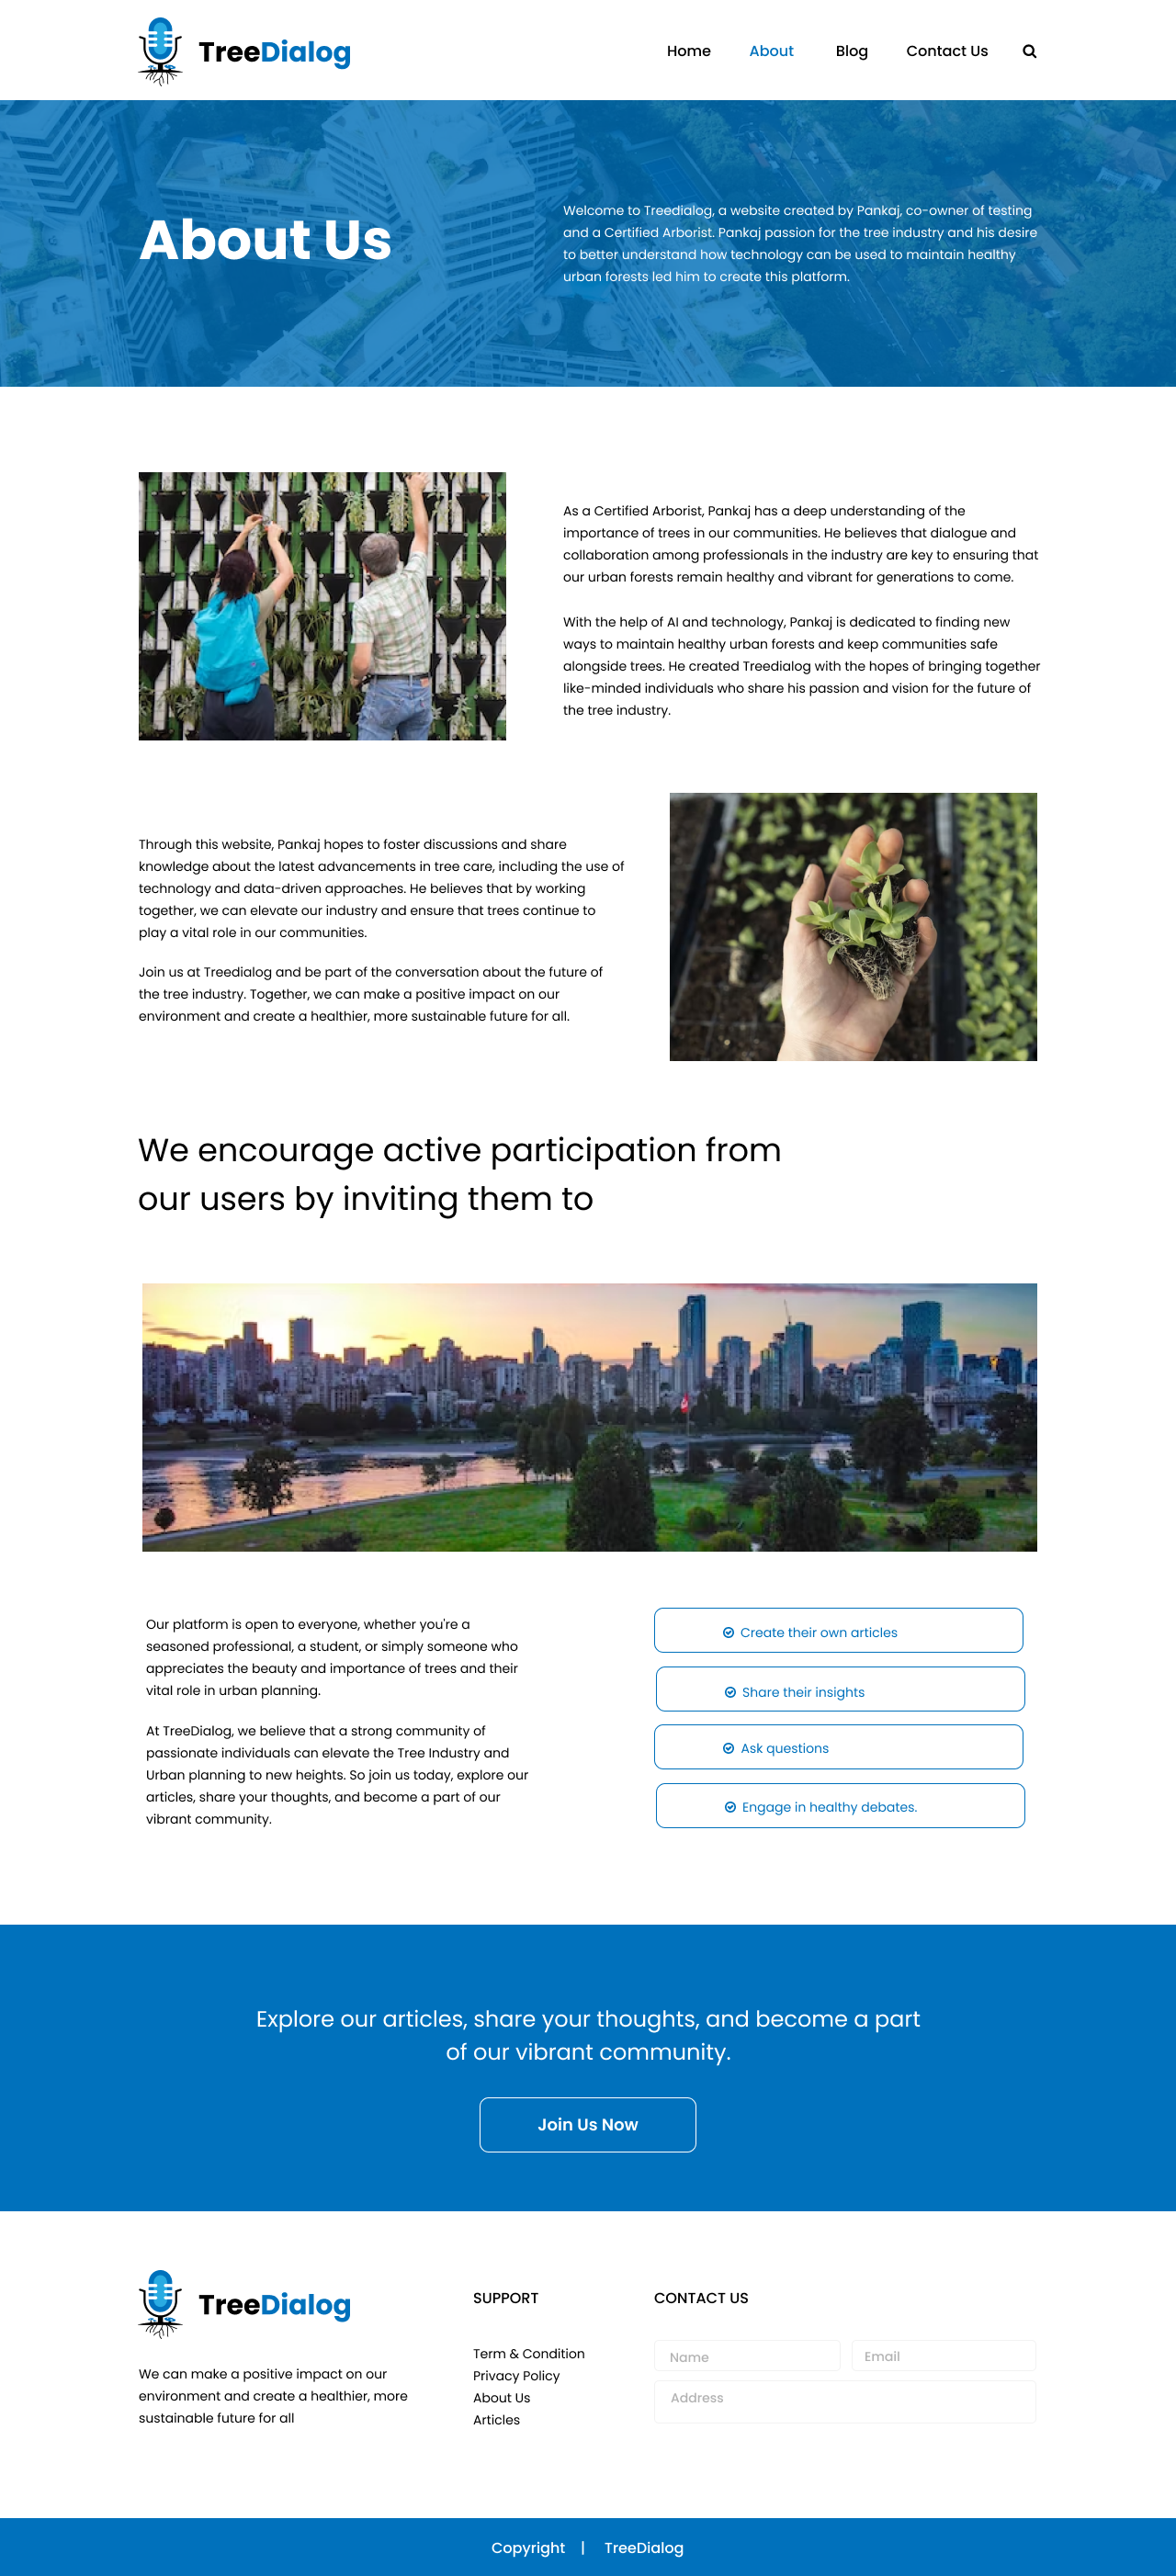 TreeDialog
Home About Blog Contact Us
About Us
Welcome to Treedialog, a website created by Pankaj, co-owner of testing
and a Certified Arborist. Pankaj passion for the tree industry and his desire
to better understand how technology can be used to maintain healthy
urban forests led him to create this platform.
As a Certified Arborist, Pankaj has a deep understanding of the
importance of trees in our communities. He believes that dialogue and
collaboration among professionals in the industry are key to ensuring that
our urban forests remain healthy and vibrant for generations to come.
With the help of AI and technology, Pankaj is dedicated to finding new
ways to maintain healthy urban forests and keep communities safe
alongside trees. He created Treedialog with the hopes of bringing together
like-minded individuals who share his passion and vision for the future of
the tree industry.
Through this website, Pankaj hopes to foster discussions and share
knowledge about the latest advancements in tree care, including the use of
technology and data-driven approaches. He believes that by working
together, we can elevate our industry and ensure that trees continue to
play a vital role in our communities.
Join us at Treedialog and be part of the conversation about the future of
the tree industry. Together, we can make a positive impact on our
environment and create a healthier, more sustainable future for all.
We encourage active participation from
our users by inviting them to
Our platform is open to everyone, whether you're a
seasoned professional, a student, or simply someone who
appreciates the beauty and importance of trees and their
vital role in urban planning.
At TreeDialog, we believe that a strong community of
passionate individuals can elevate the Tree Industry and
Urban planning to new heights. So join us today, explore our
articles, share your thoughts, and become a part of our
vibrant community.
Create their own articles
Share their insights
Ask questions
Engage in healthy debates.
Explore our articles, share your thoughts, and become a part
of our vibrant community.
Join Us Now
TreeDialog
We can make a positive impact on our
environment and create a healthier, more
sustainable future for all
SUPPORT
Term & Condition
Privacy Policy
About Us
Articles
CONTACT US
Name Email
Address
Copyright | TreeDialog